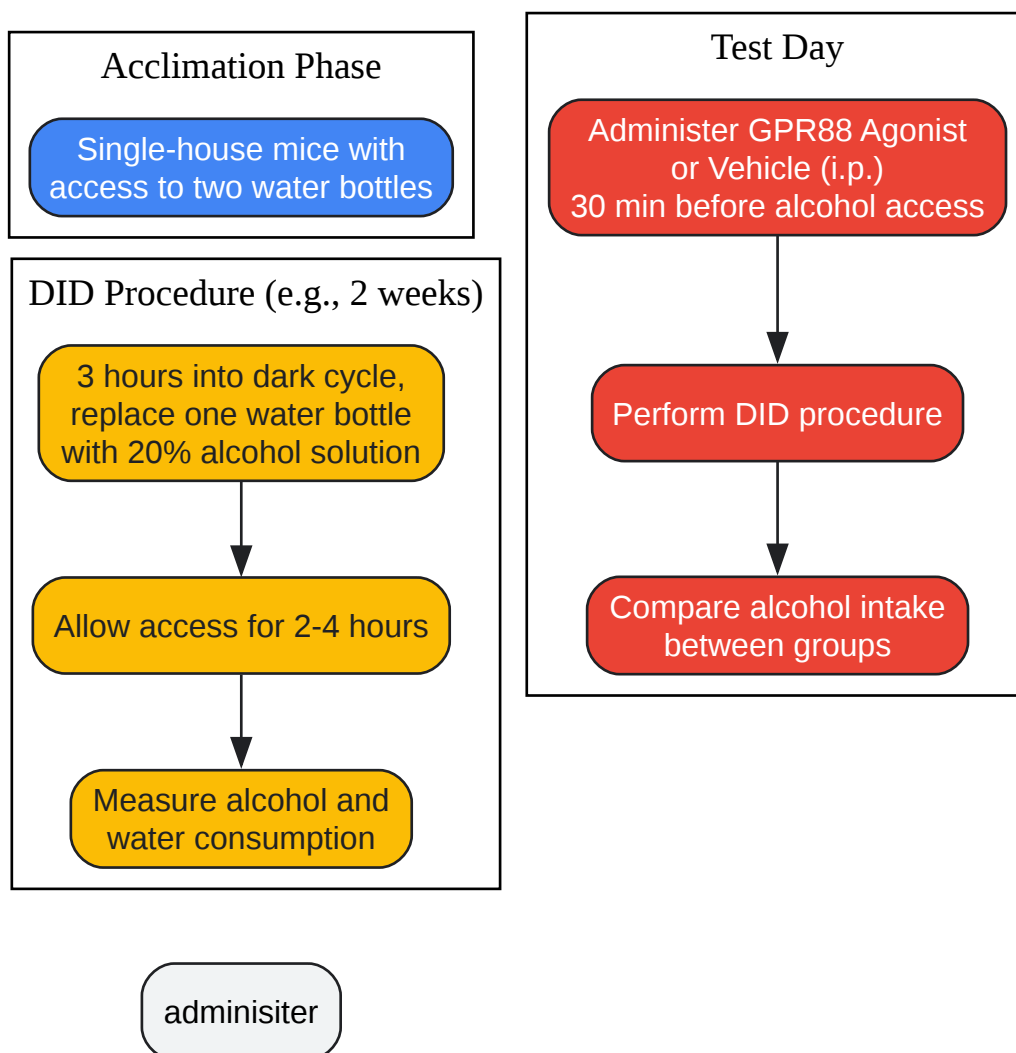 Acclimation Phase
Single-house mice with
access to two water bottles
DID Procedure (e.g., 2 weeks)
3 hours into dark cycle,
replace one water bottle
with 20% alcohol solution
Allow access for 2-4 hours
Measure alcohol and
water consumption
Test Day
Administer GPR88 Agonist
or Vehicle (i.p.)
30 min before alcohol access
Perform DID procedure
Compare alcohol intake
between groups
adminisiter